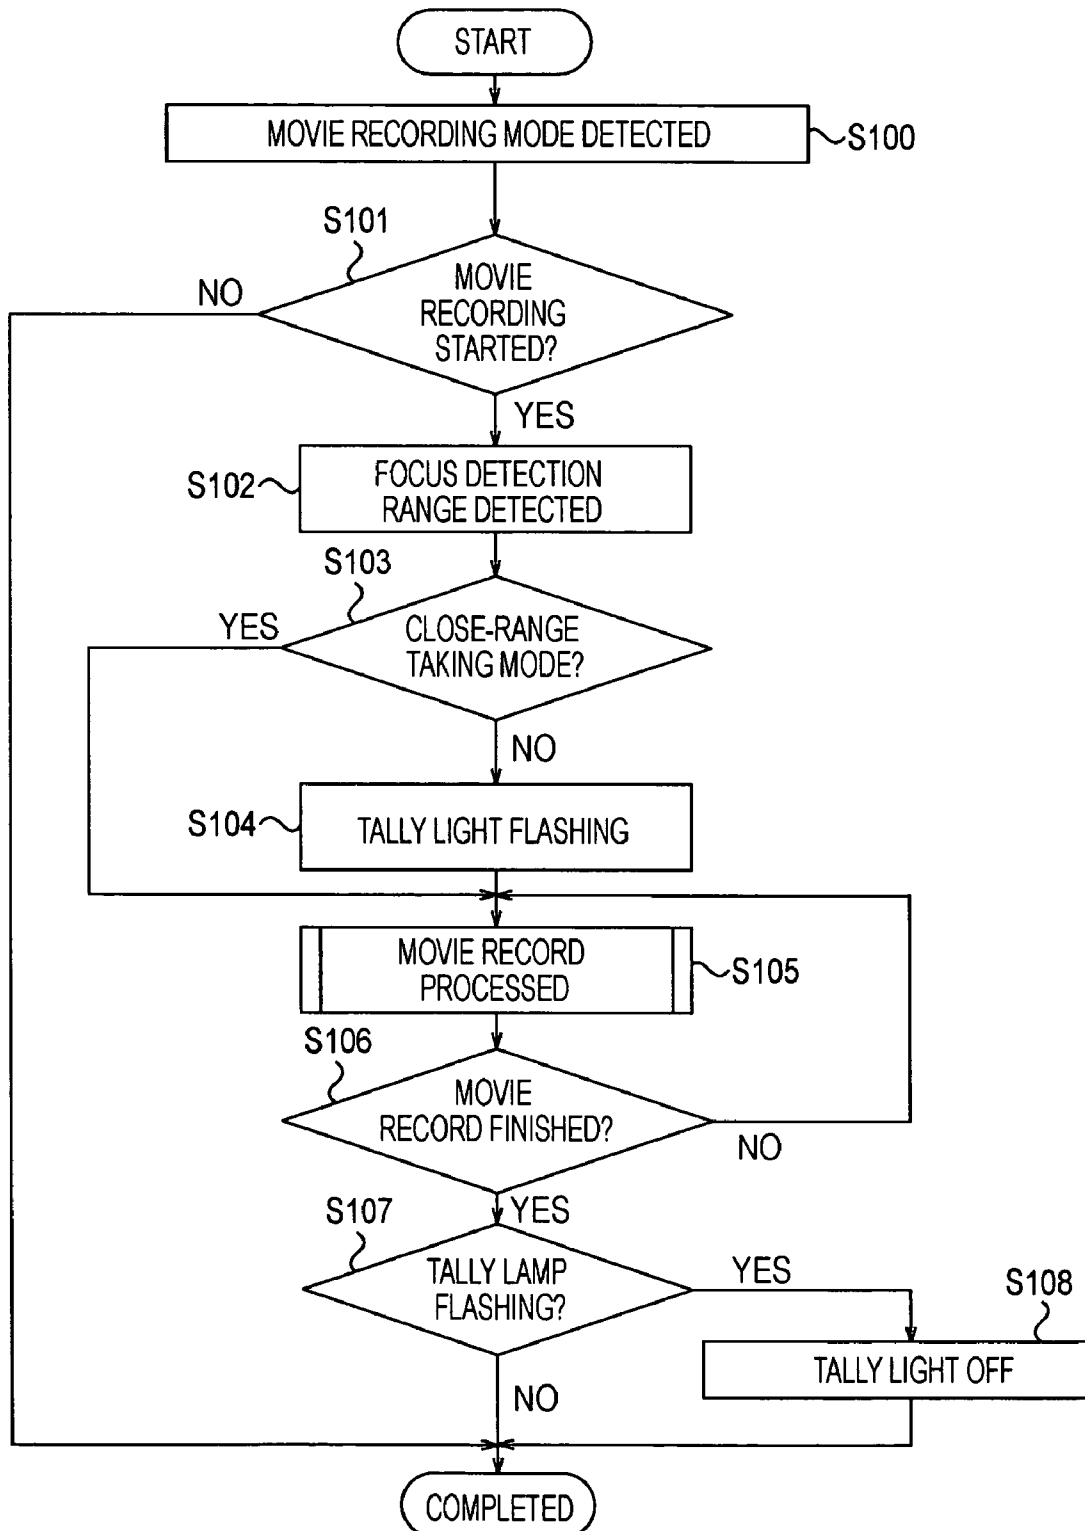 START
MOVIE RECORDING MODE DETECTED
S100
S101
NO
MOVIE
RECORDING
STARTED?
YES
S102
FOCUS DETECTION
RANGE DETECTED
S103
YES
CLOSE-RANGE
TAKING MODE?
NO
S104
TALLY LIGHT FLASHING
MOVIE RECORD
PROCESSED
S105
S106
MOVIE
RECORD FINISHED?
NO
YES
S107
TALLY LAMP
FLASHING?
YES
S108
TALLY LIGHT OFF
NO
COMPLETED